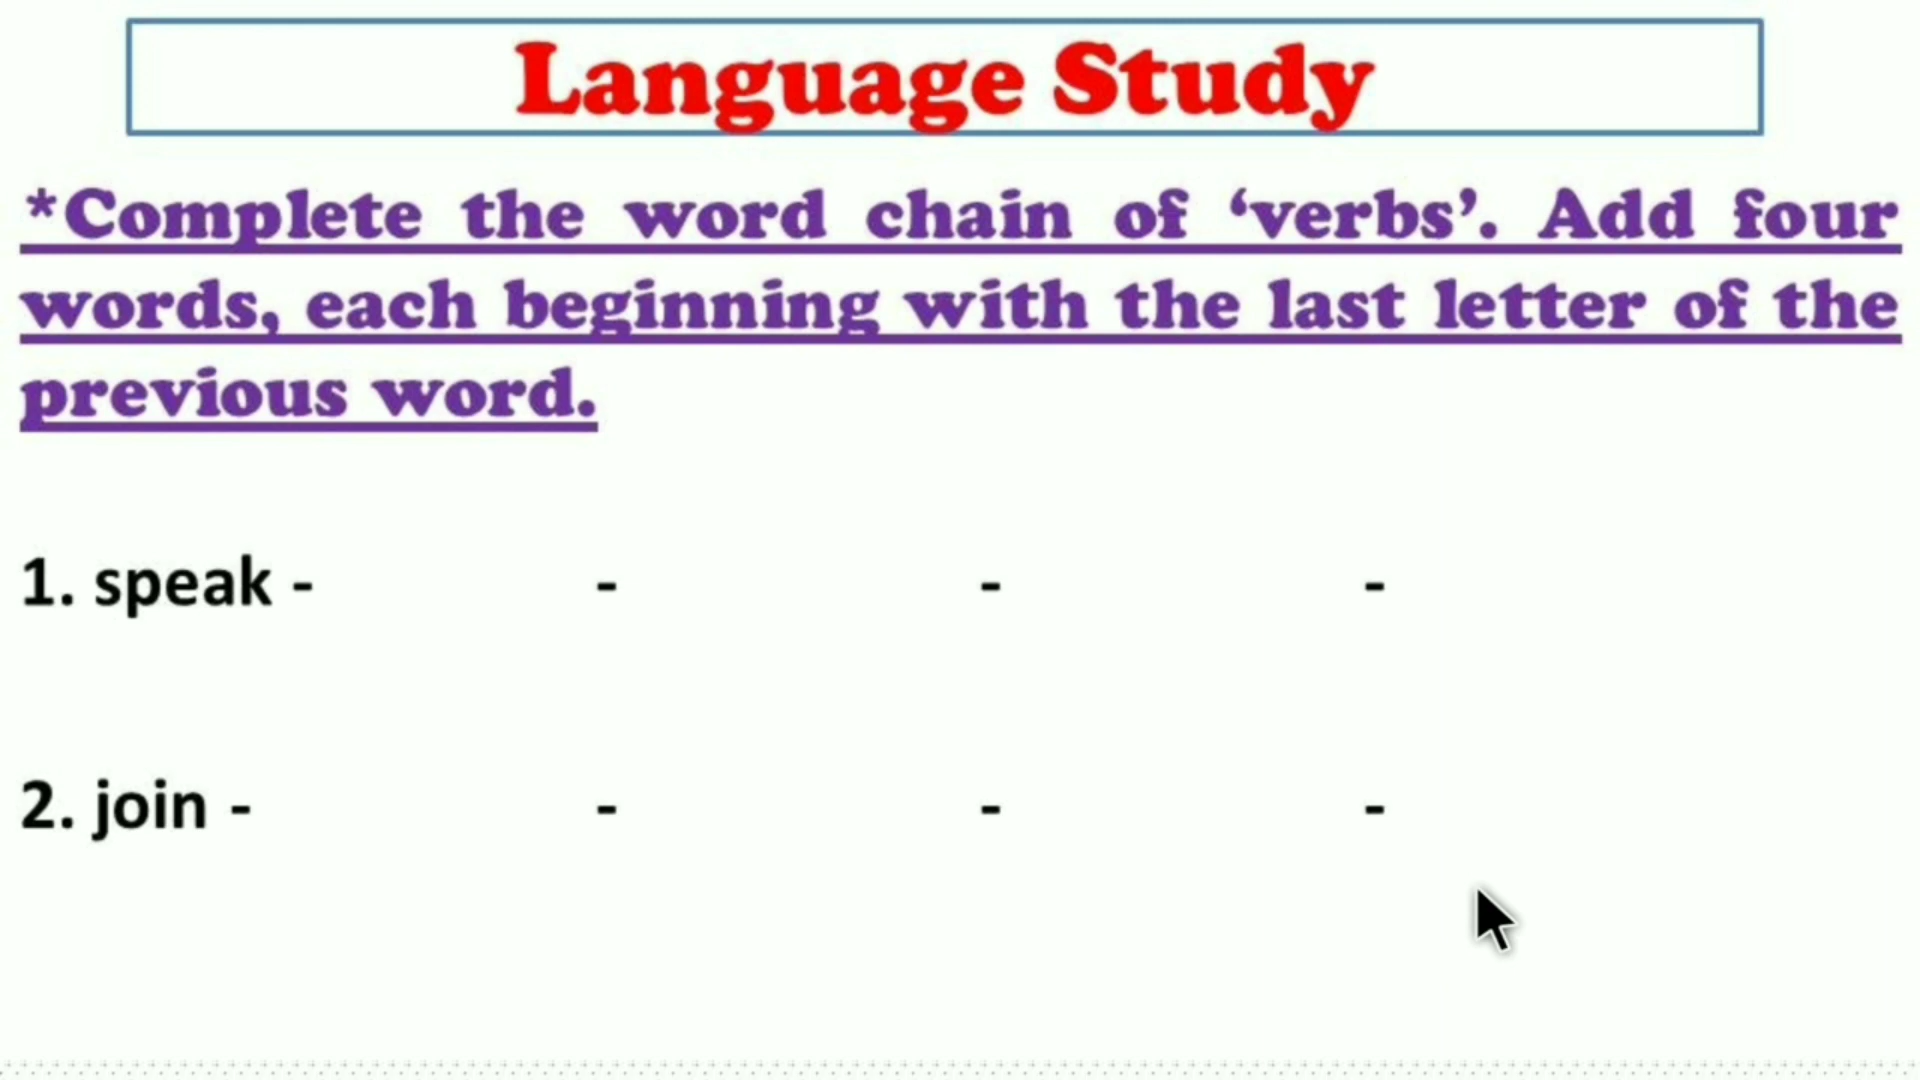 Language Study
*Complete the word chain of ‘verbs’. Add four
words, each beginning with the last letter of the
previous word.
1. speak - - - -
2. join - - - -